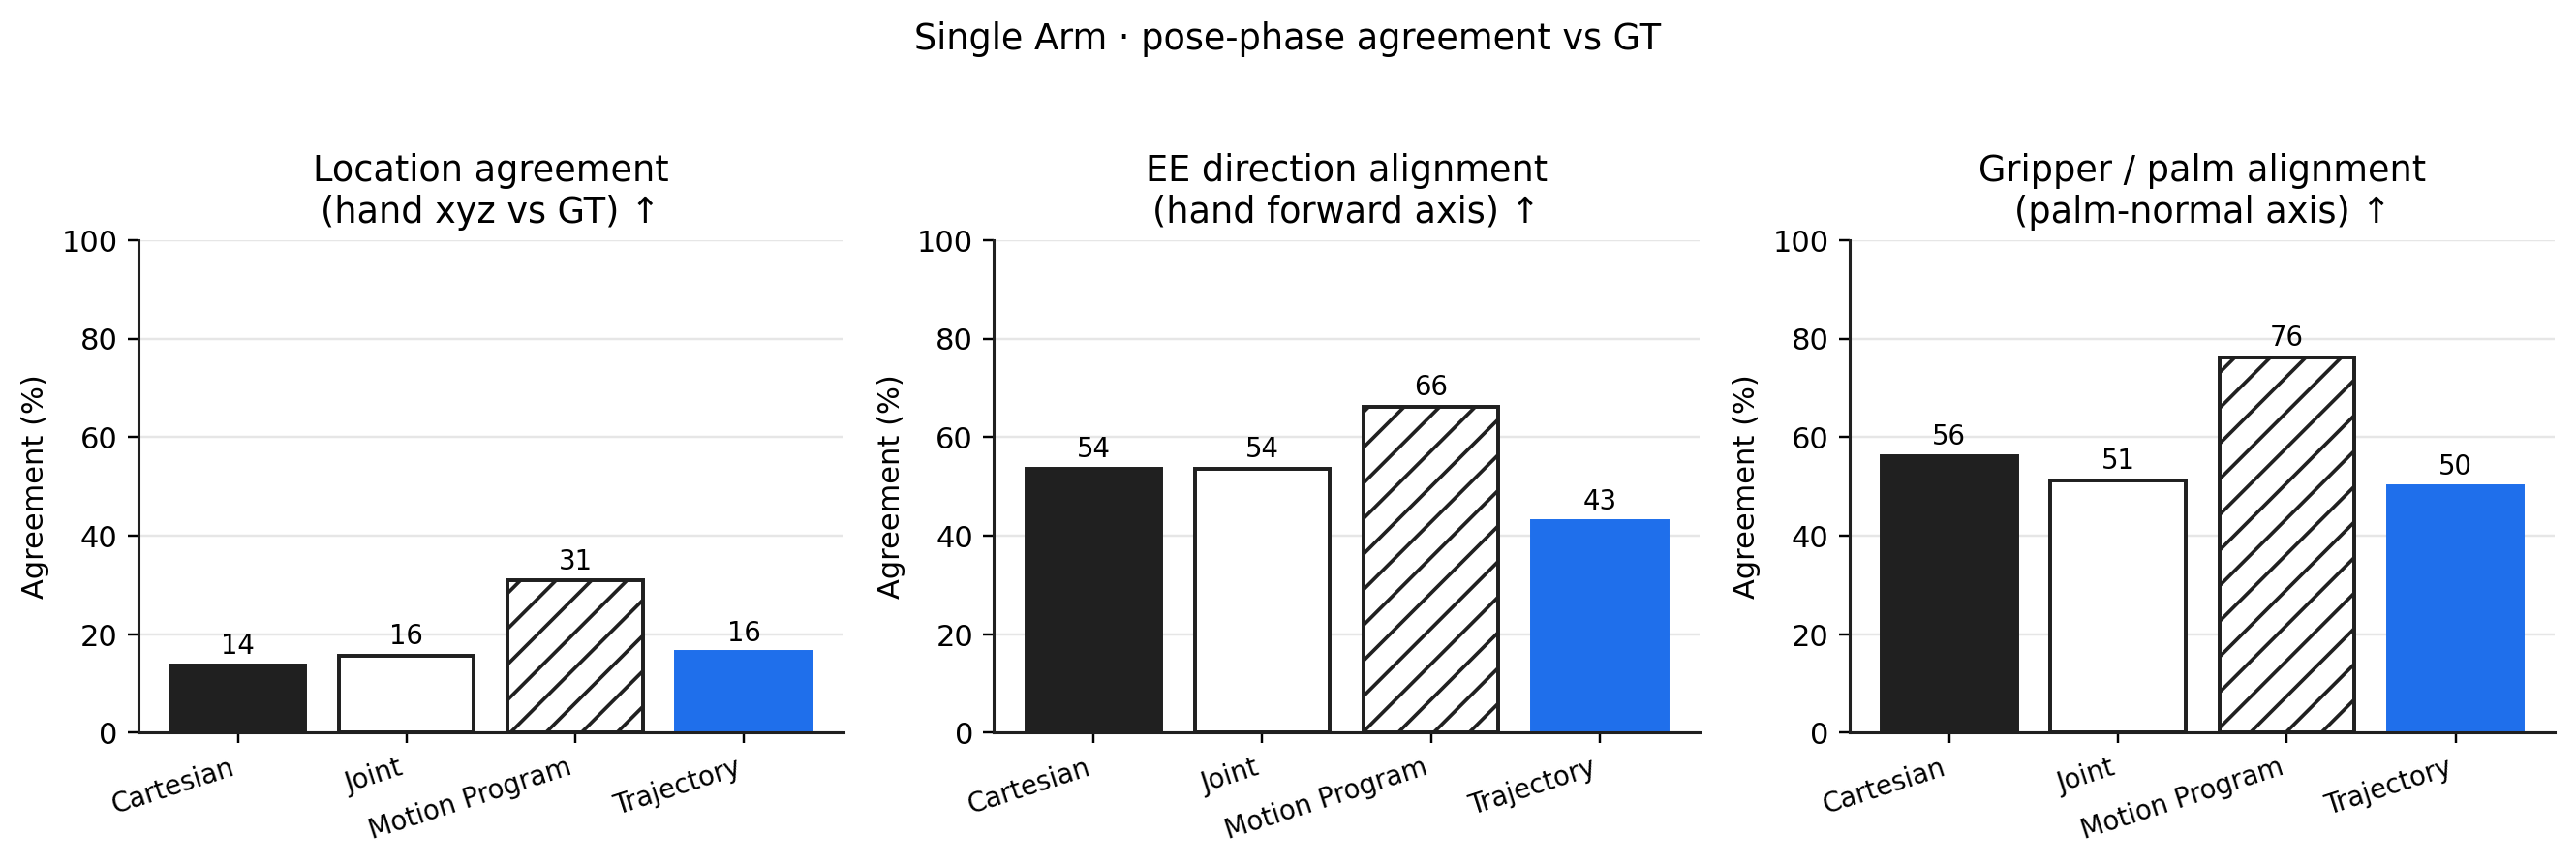 Single Arm · pose-phase agreement vs GT
Location agreement
(hand xyz vs GT) ↑
100
80
60
40
20
0
Agreement (%)
14
16
31
16
Cartesian
Joint
Motion Program
Trajectory
EE direction alignment
(hand forward axis) ↑
100
80
60
40
20
0
Agreement (%)
54
54
66
43
Cartesian
Joint
Motion Program
Trajectory
Gripper / palm alignment
(palm-normal axis) ↑
100
80
60
40
20
0
Agreement (%)
56
51
76
50
Cartesian
Joint
Motion Program
Trajectory